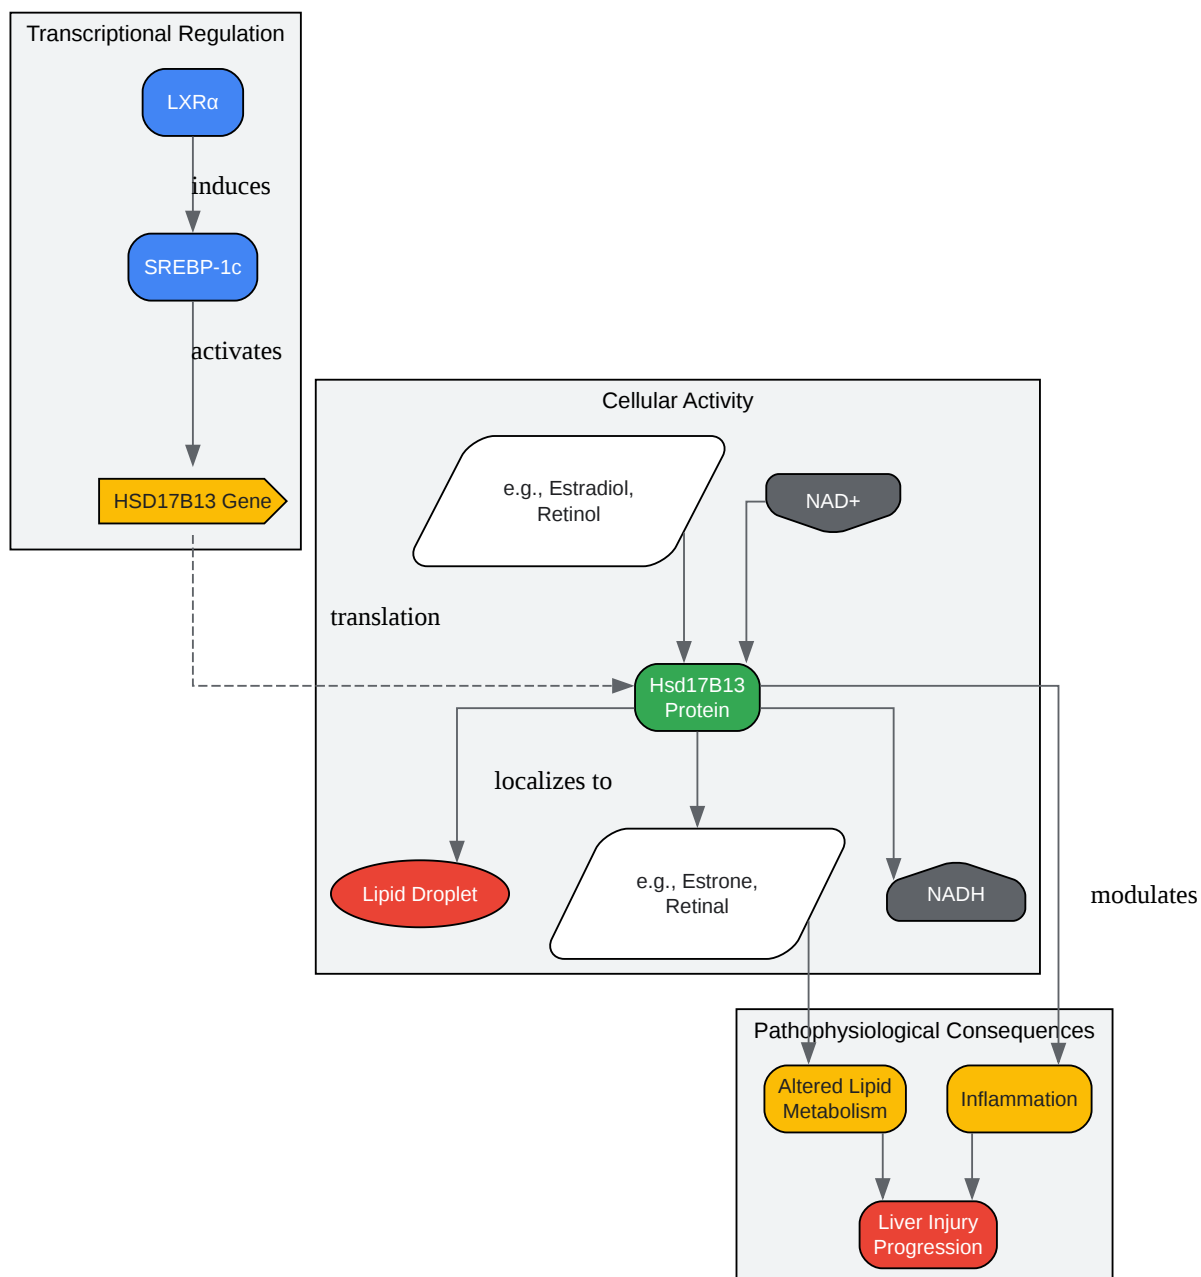 Transcriptional Regulation
LXRα
induces
SREBP-1c
activates
HSD17B13 Gene
Cellular Activity
e.g., Estradiol,
Retinol
NAD+
translation
Hsd17B13
Protein
localizes to
Lipid Droplet
e.g., Estrone,
Retinal
NADH
modulates
Pathophysiological Consequences
Altered Lipid
Metabolism
Inflammation
Liver Injury
Progression